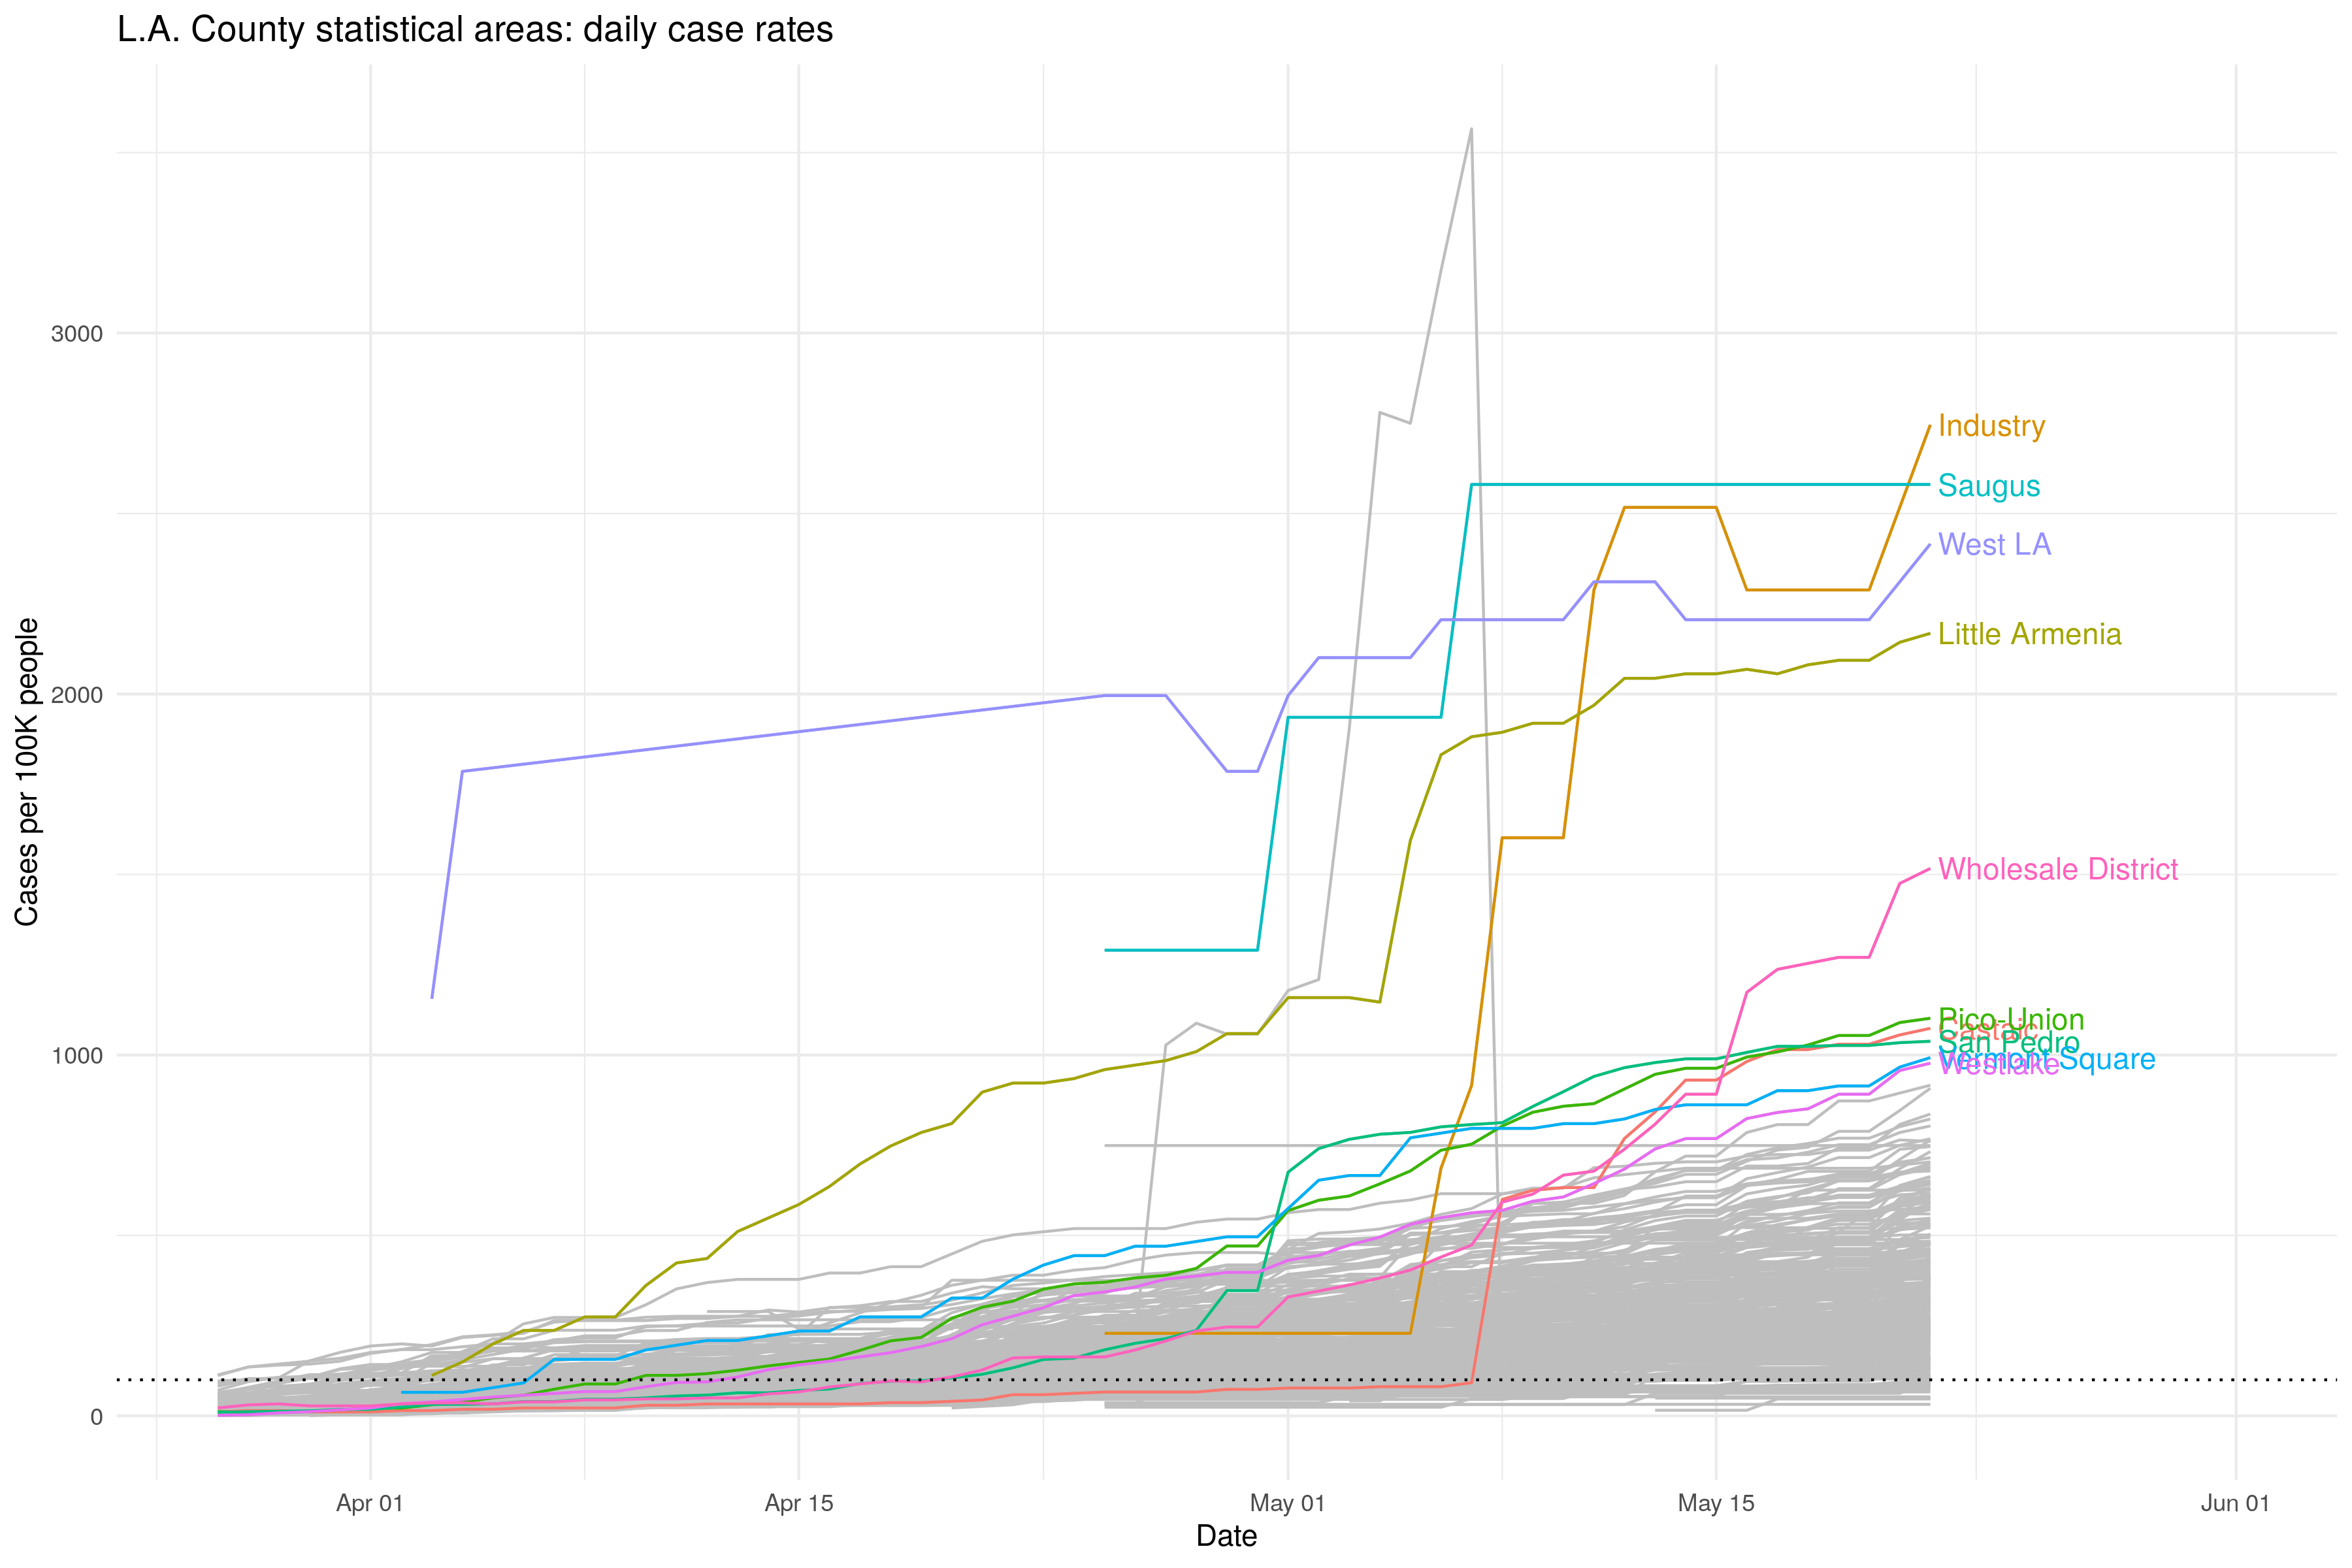 L.A. County statistical areas: daily case rates
Cases per 100K people
3000
2000
1000
0
Industry
Saugus
West LA
Little Armenia
Wholesale District
Pico-Union
Castaic
San Pedro
Vermont Square
Westlake
Apr 01
Apr 15
May 01
May 15
Jun 01
Date